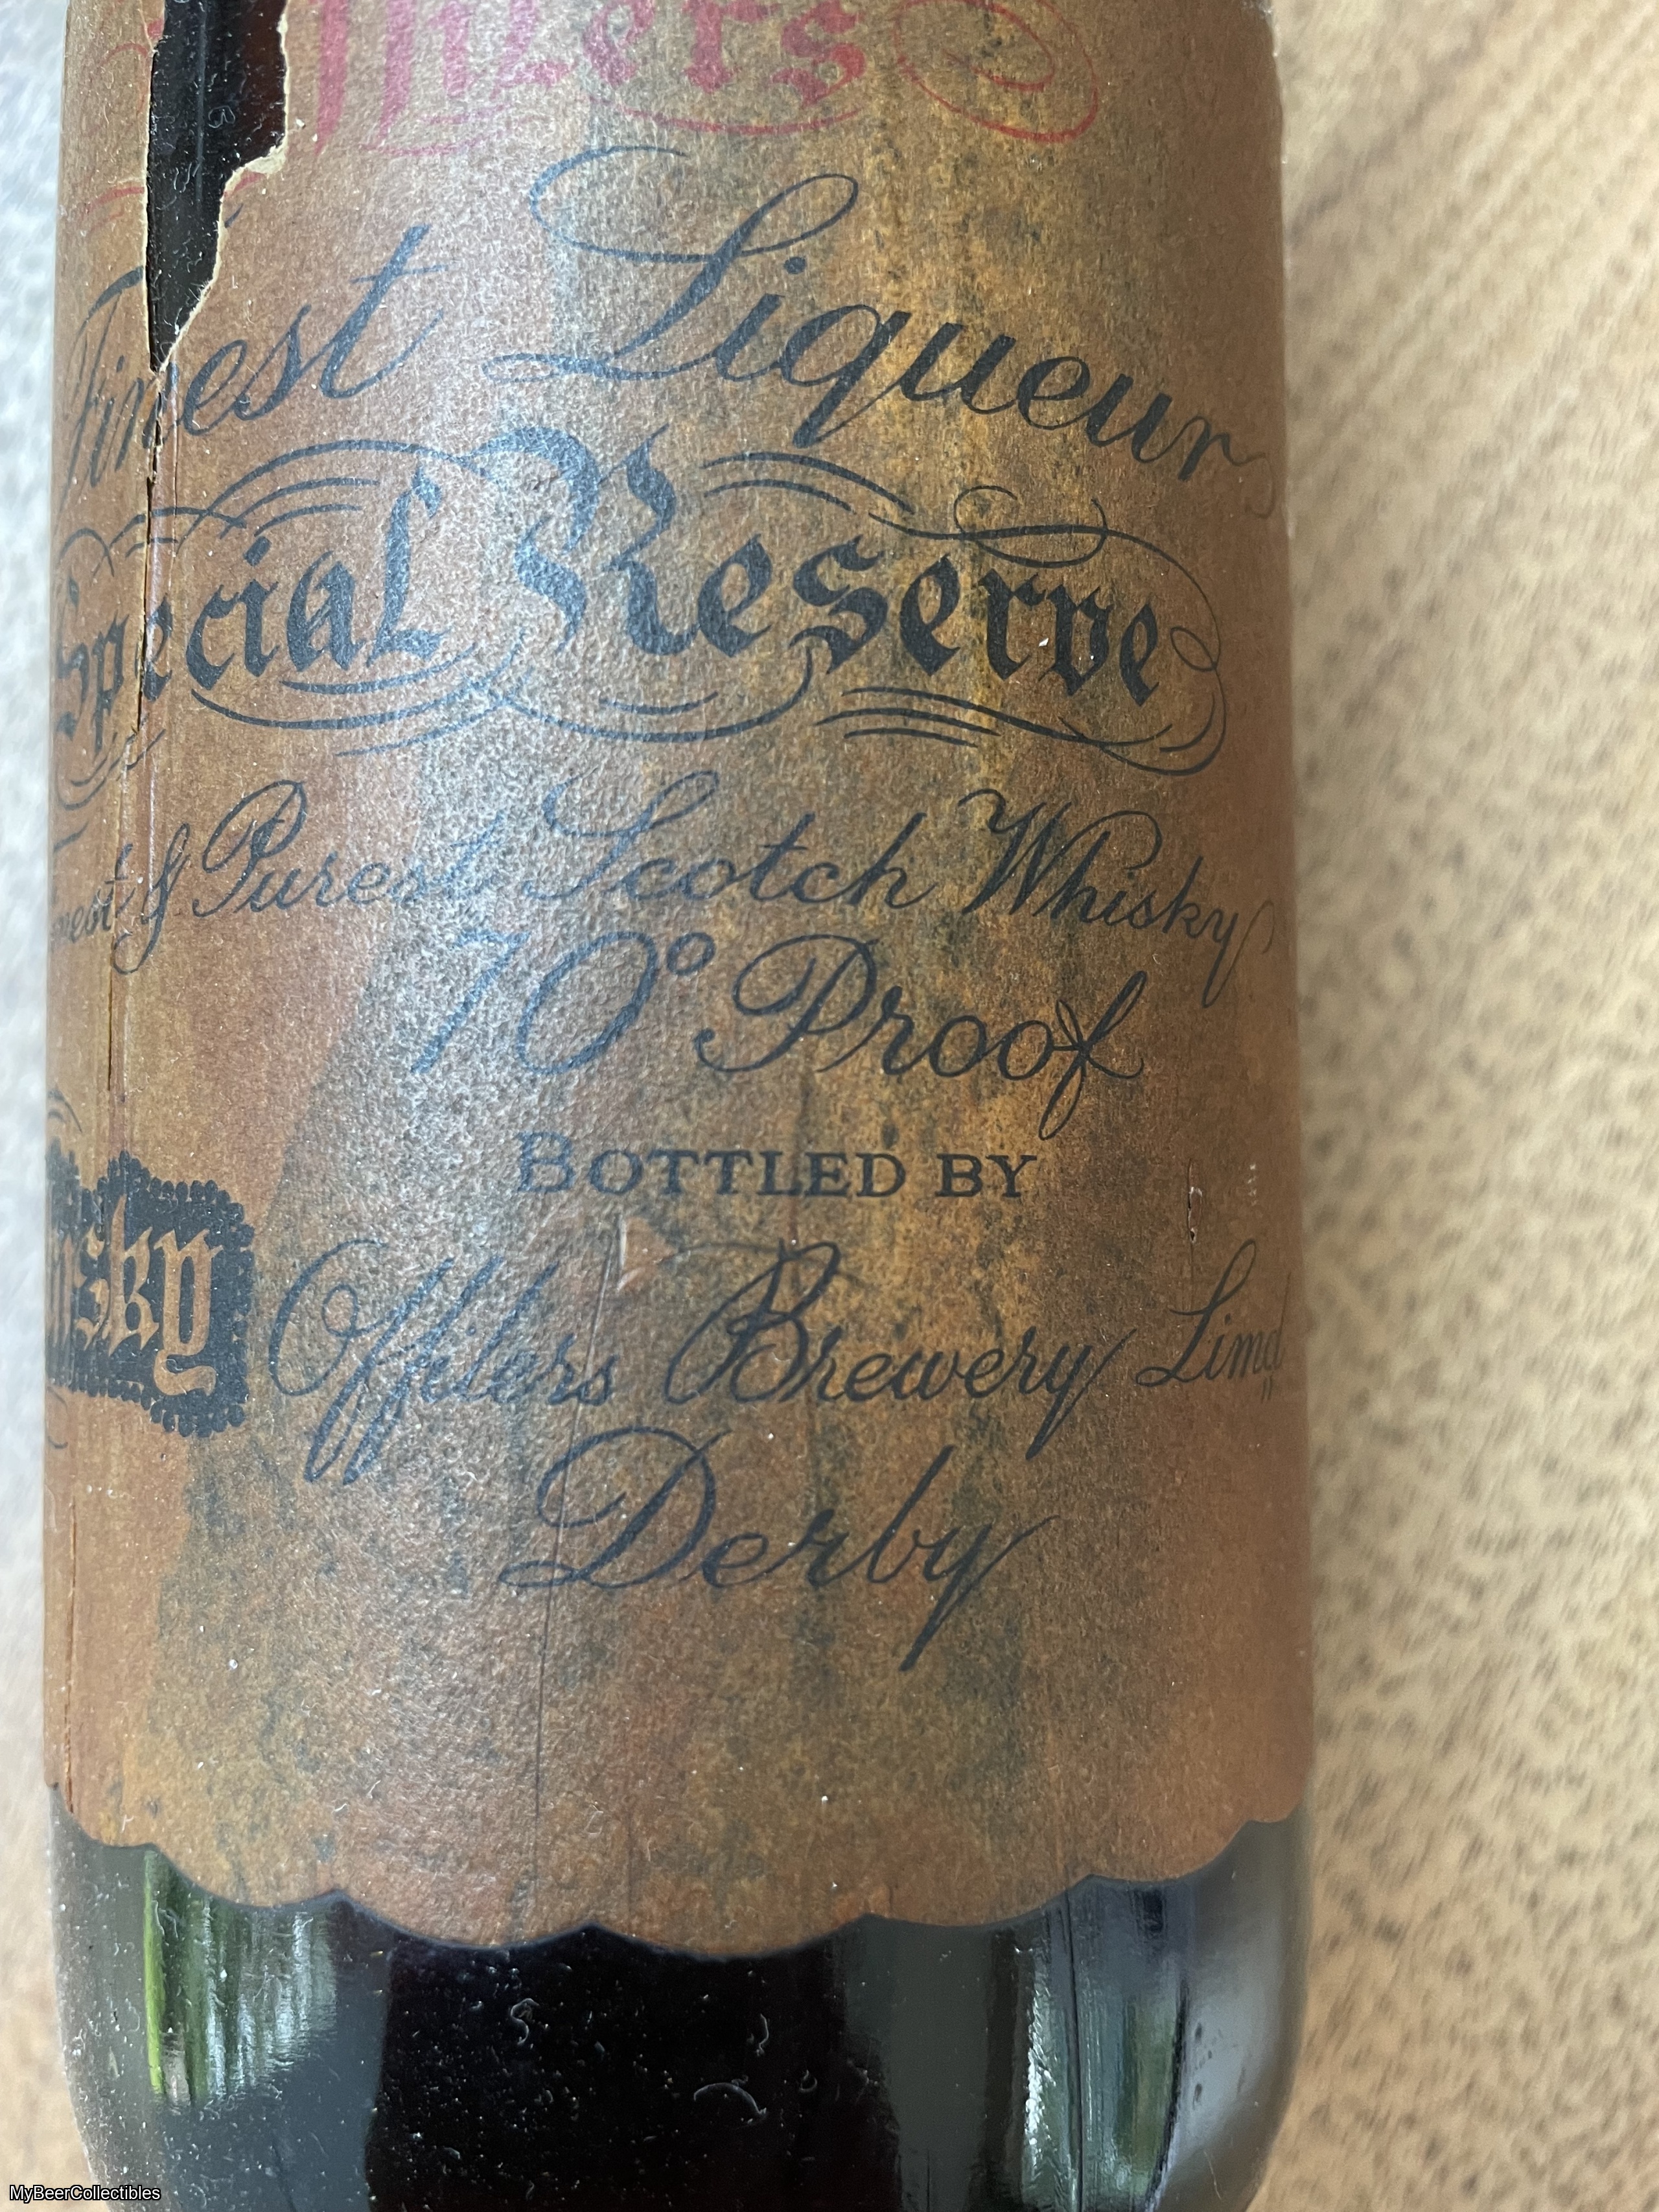 Finest Liqueur
Special Reserve
& Purest Scotch Whisky
70° Proof
BOTTLED BY
Offilers Brewery Limd
Derby
MyBeerCollectibles